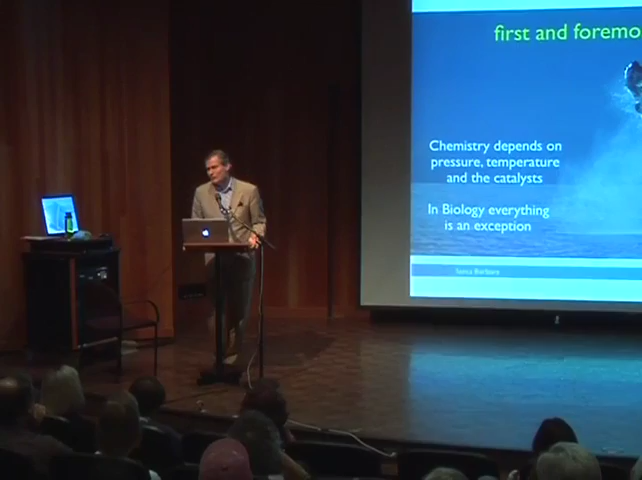 first and foremo
Chemistry depends on
pressure, temperature
and the catalysts
In Biology everything
is an exception
Santa Barbara